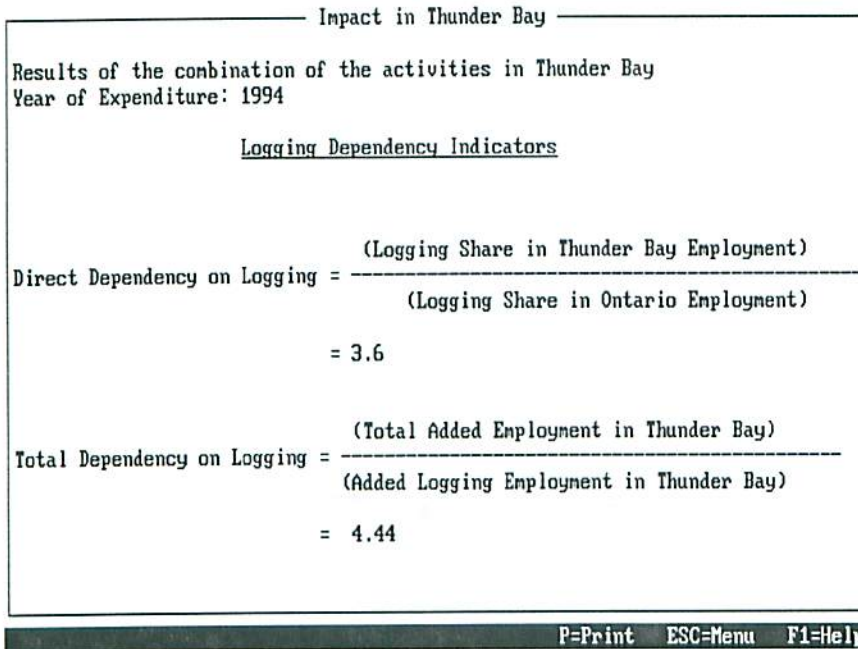 Impact in Thunder Bay
Results of the combination of the activities in Thunder Bay
Year of Expenditure: 1994
Logging Dependency Indicators
(Logging Share in Thunder Bay Employment)
Direct Dependency on Logging = -----------------------------------------------
(Logging Share in Ontario Employment)
= 3.6
(Total Added Employment in Thunder Bay)
Total Dependency on Logging = ----------------------------------------------
(Added Logging Employment in Thunder Bay)
= 4.44
P=Print ESC=Menu F1=Help